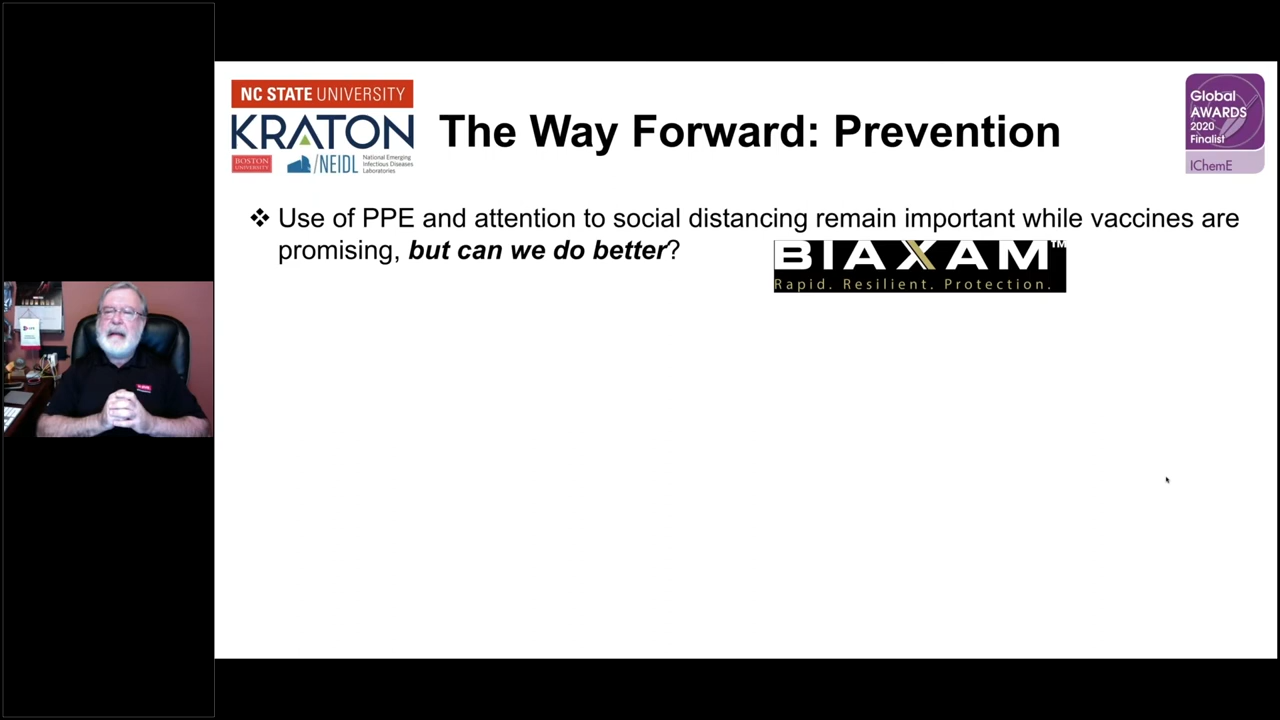 NC STATE UNIVERSITY
KRATON
BOSTON
UNIVERSITY
NEIDL
National Emerging
Infectious Diseases
Laboratories
The Way Forward: Prevention
Global
AWARDS
2020
Finalist
IChemE
❖ Use of PPE and attention to social distancing remain important while vaccines are
promising, but can we do better?
BIAXAM™
Rapid. Resilient. Protection.